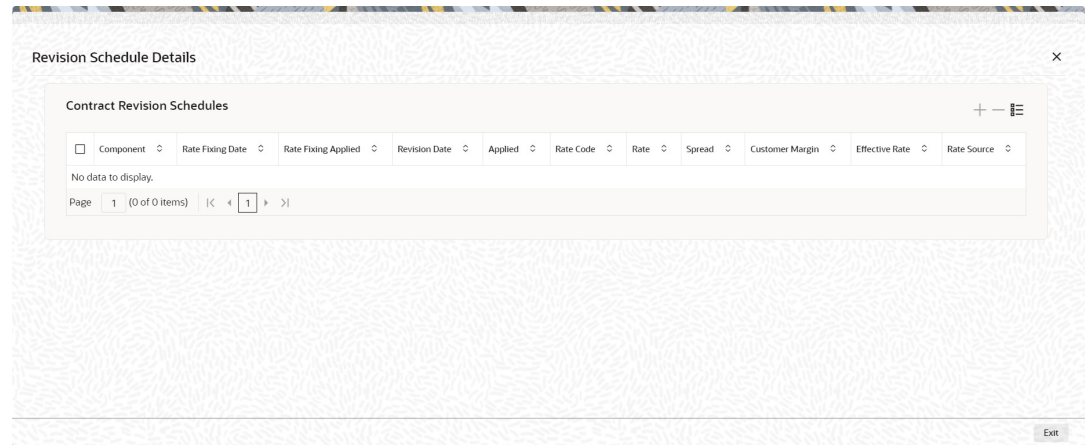 Revision Schedule Details
Contract Revision Schedules
Component Rate Fixing Date Rate Fixing Applied Revision Date Applied Rate Code Rate Spread Customer Margin Effective Rate Rate Source
No data to display.
Page 1 (0 of 0 items) 1
Exit